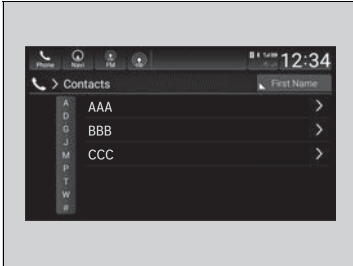 Phone Navi FM
12:34
Contacts
First Name
A
D
G
J
M
P
T
W
#
AAA
BBB
CCC